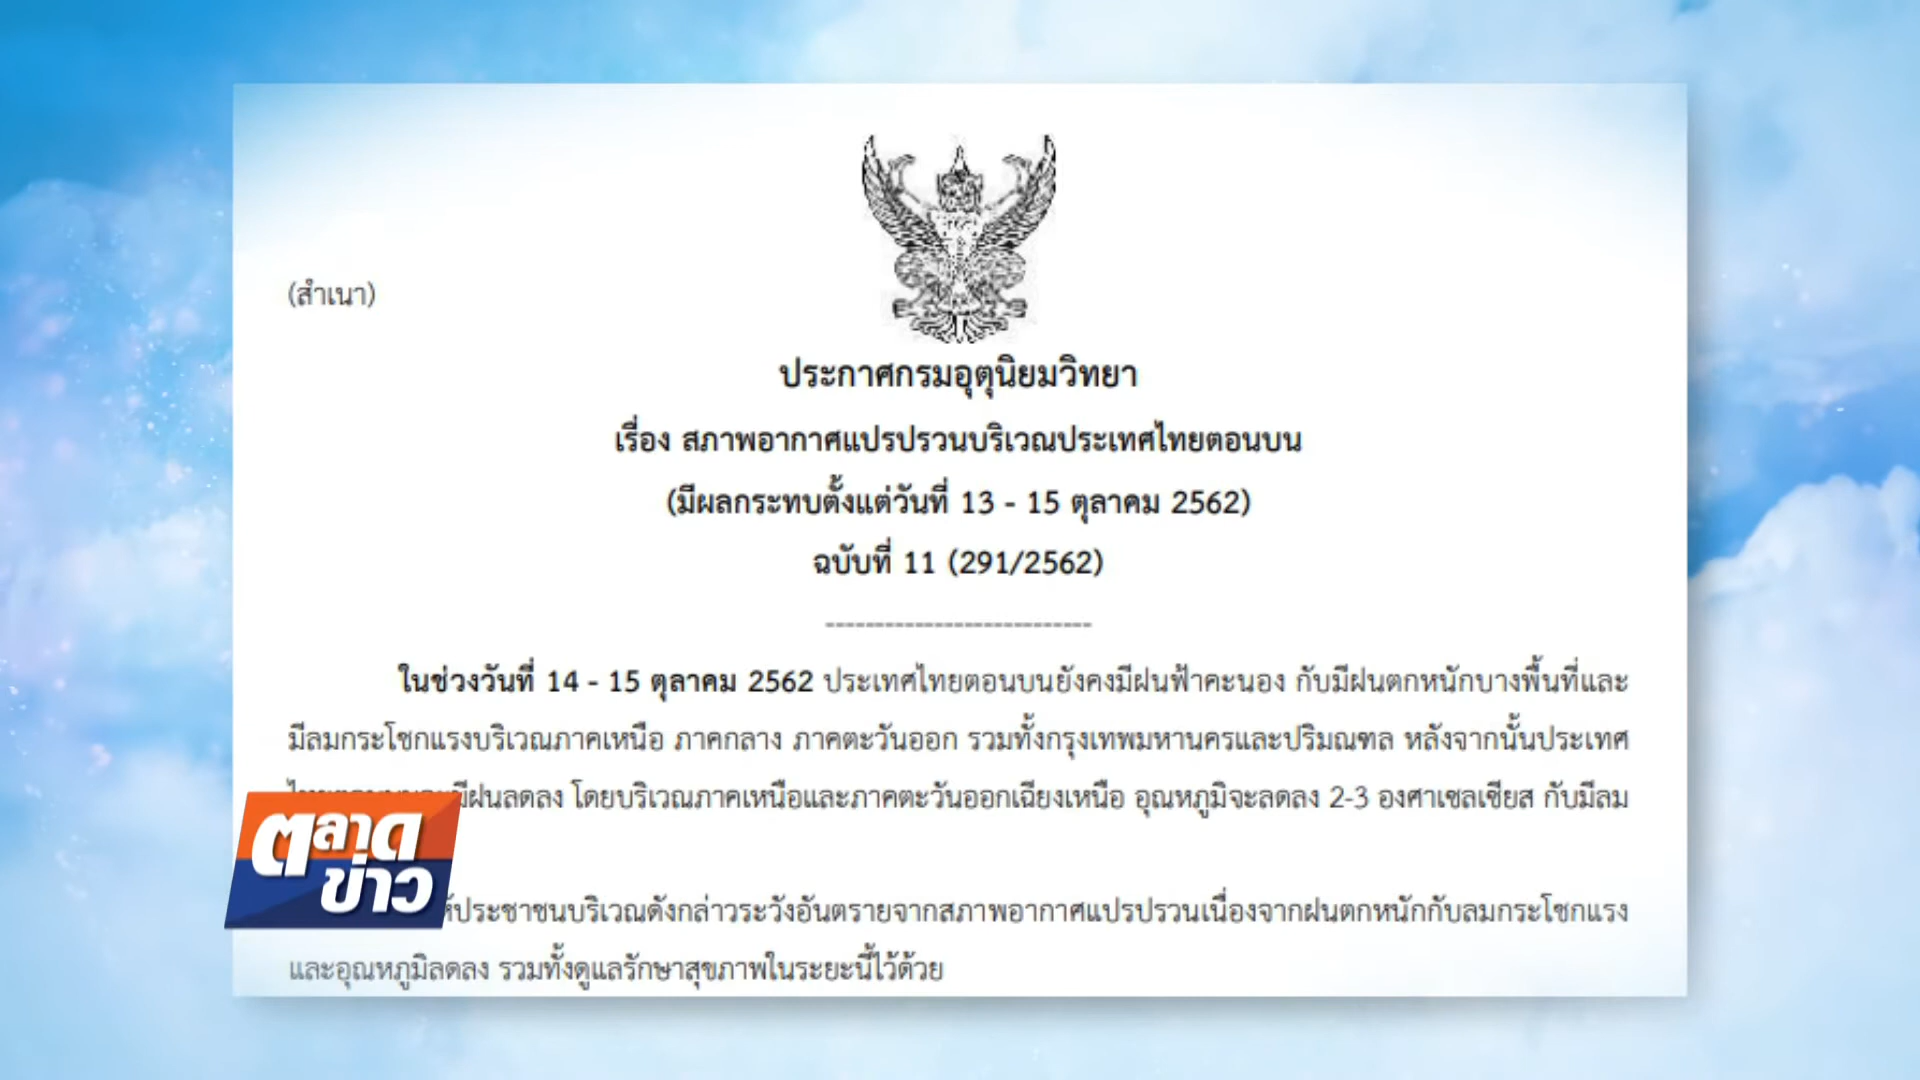 (สำเนา)
ประกาศกรมอุตุนิยมวิทยา
เรื่อง สภาพอากาศแปรปรวนบริเวณประเทศไทยตอนบน
(มีผลกระทบตั้งแต่วันที่ 13 - 15 ตุลาคม 2562)
ฉบับที่ 11 (291/2562)
--------------------------
ในช่วงวันที่ 14 - 15 ตุลาคม 2562 ประเทศไทยตอนบนยังคงมีฝนฟ้าคะนอง กับมีฝนตกหนักบางพื้นที่และ
มีลมกระโชกแรงบริเวณภาคเหนือ ภาคกลาง ภาคตะวันออก รวมทั้งกรุงเทพมหานครและปริมณฑล หลังจากนั้นประเทศ
มีฝนลดลง โดยบริเวณภาคเหนือและภาคตะวันออกเฉียงเหนือ อุณหภูมิจะลดลง 2-3 องศาเซลเซียส กับมีลม
ประชาชนบริเวณดังกล่าวระวังอันตรายจากสภาพอากาศแปรปรวนเนื่องจากฝนตกหนักกับลมกระโชกแรง
และอุณหภูมิลดลง รวมทั้งดูแลรักษาสุขภาพในระยะนี้ไว้ด้วย
ตลาด
ข่าว